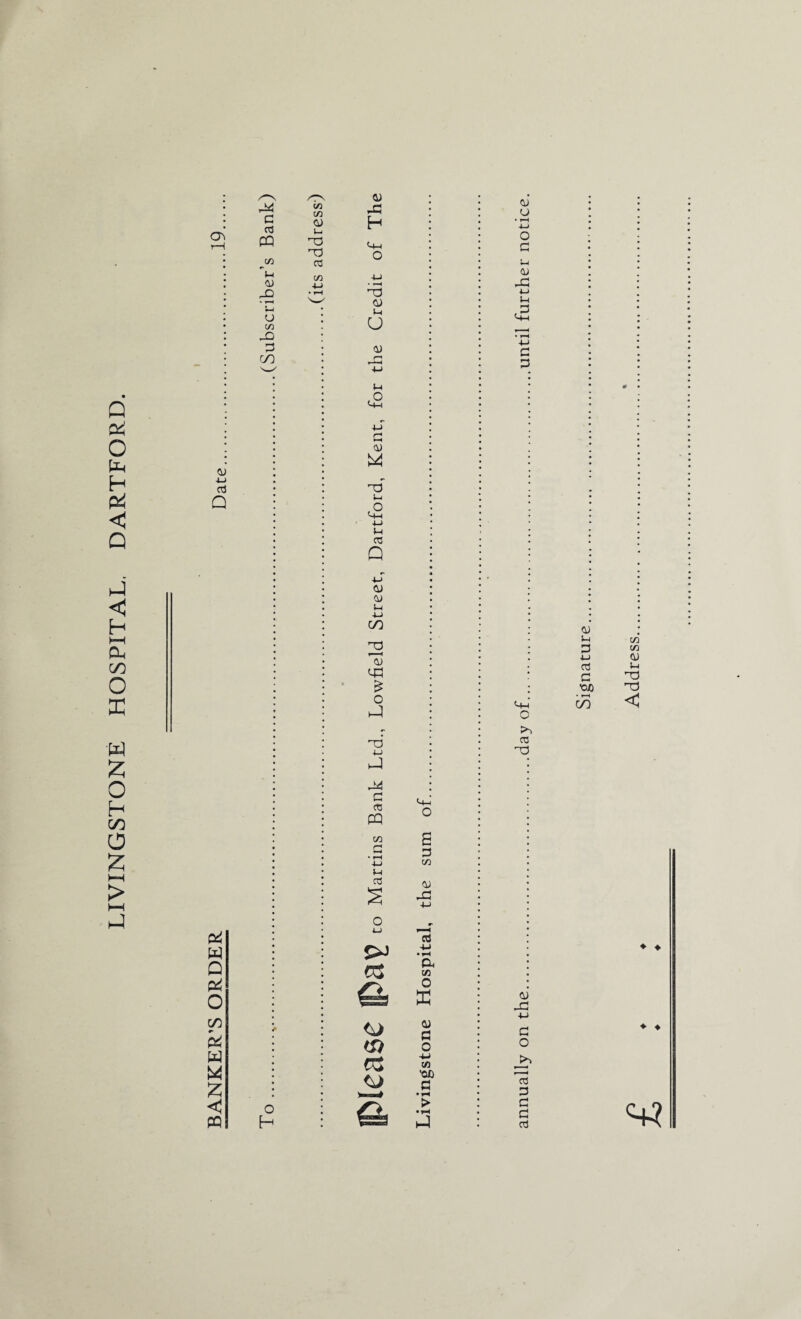 LIVINGSTONE HOSPITAL, DARTFORD.
BANKER'S ORDER
Date..............................19......
To..............................(Subscriber's Bank)
..............................(its address)
Please Pay to Martins Bank Ltd., Lowfield Street, Dartford, Kent, for the Credit of The
Livingstone Hospital, the sum of..............................
..............................
annually on the..............................day of..............................until further notice.
Signature..............................
Address..............................
..............................
£ : :